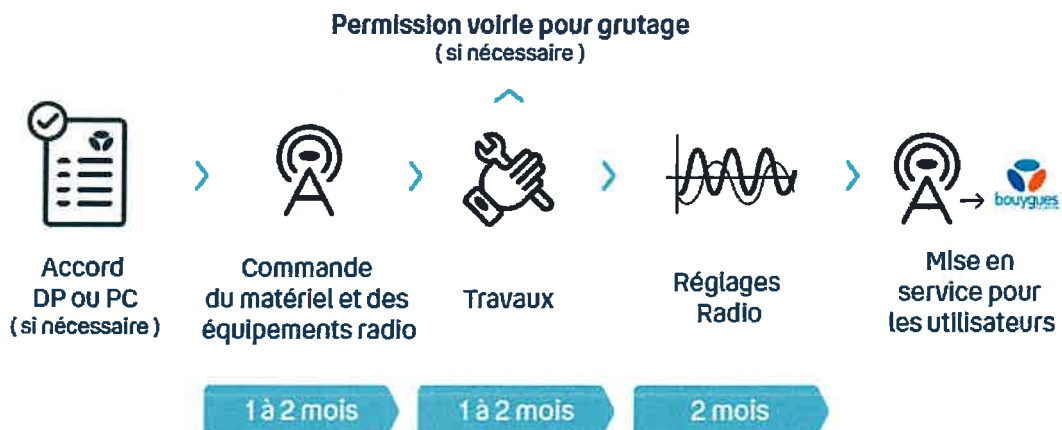 Permission voirie pour grutage
( si nécessaire )
Accord
DP ou PC
( si nécessaire )
Commande
du matériel et des
équipements radio
Travaux
Réglages
Radio
bouygues
Mise en
service pour
les utilisateurs
1 à 2 mois
1 à 2 mois
2 mois